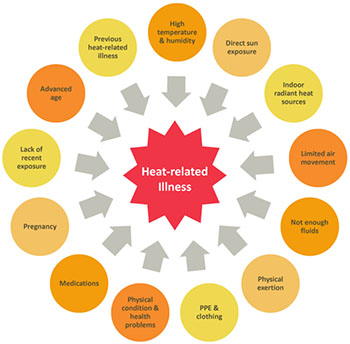 High
temperature
& humidity
Direct sun
exposure
Indoor
radiant heat
sources
Limited air
movement
Not enough
fluids
Physical
exertion
PPE &
clothing
Physical
condition &
health
problems
Medications
Pregnancy
Lack of
recent
exposure
Advanced
age
Previous
heat-related
illness
Heat-related
Illness